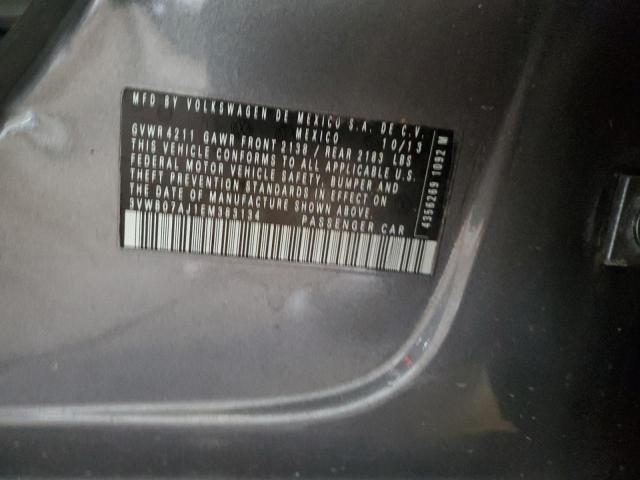 MFD BY VOLKSWAGEN DE MEXICO S.A. DE C.V.
MEXICO 10/13
GVWR 4211 GAWR FRONT 2138 / REAR 2183 LBS
THIS VEHICLE CONFORMS TO ALL APPLICABLE U.S.
FEDERAL MOTOR VEHICLE SAFETY, BUMPER AND
THEFT PREVENTION STANDARDS IN EFFECT ON
THE DATE OF MANUFACTURE SHOWN ABOVE.
PASSENGER CAR
4356269 1092 M